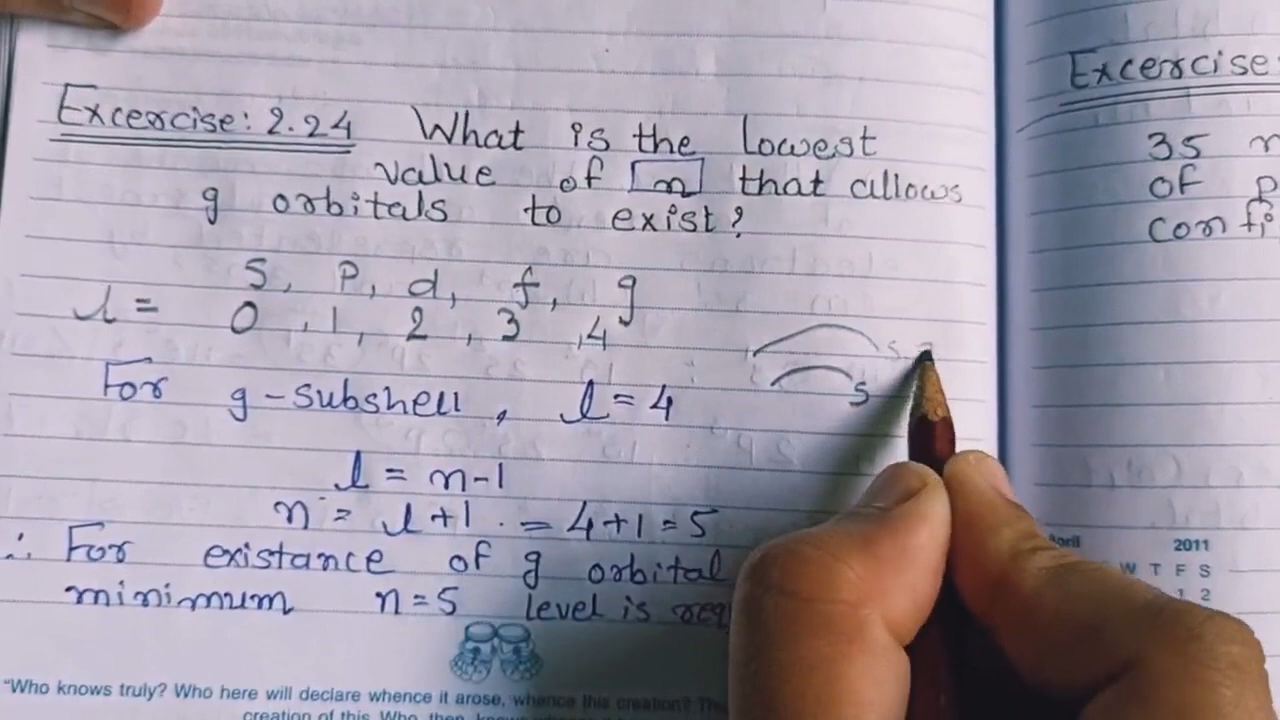 Excercise: 2.24 What is the lowest
value of n that allows
g orbitals to exist?
S, P, d, f, g
l = 0, 1, 2, 3, 4
For g-subshell, l = 4
s
s
l = n-1
n = l+1 = 4+1 = 5
∴ For existance of g orbital
minimum n=5 level is req
"Who knows truly? Who here will declare whence it arose, whence this creation?
creation of this. Who, then,
Excercise
35
of p
confi
April 2011
W T F S
1 2